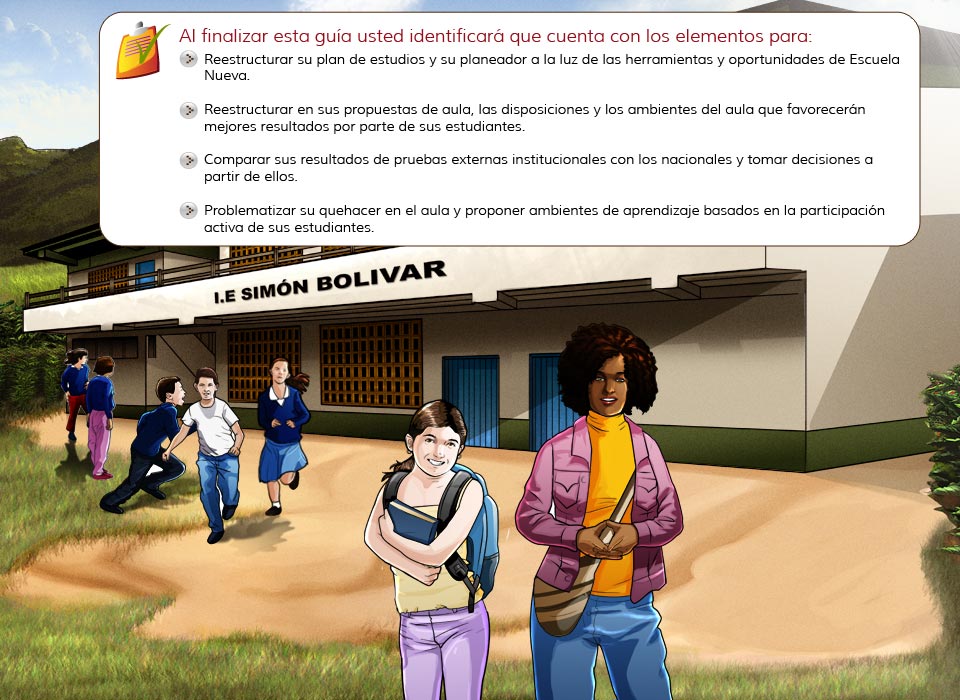 Al finalizar esta guía usted identificará que cuenta con los elementos para:
Reestructurar su plan de estudios y su planeador a la luz de las herramientas y oportunidades de Escuela
Nueva.
Reestructurar en sus propuestas de aula, las disposiciones y los ambientes del aula que favorecerán
mejores resultados por parte de sus estudiantes.
Comparar sus resultados de pruebas externas institucionales con los nacionales y tomar decisiones a
partir de ellos.
Problematizar su quehacer en el aula y proponer ambientes de aprendizaje basados en la participación
activa de sus estudiantes.
I.E SIMÓN BOLIVAR